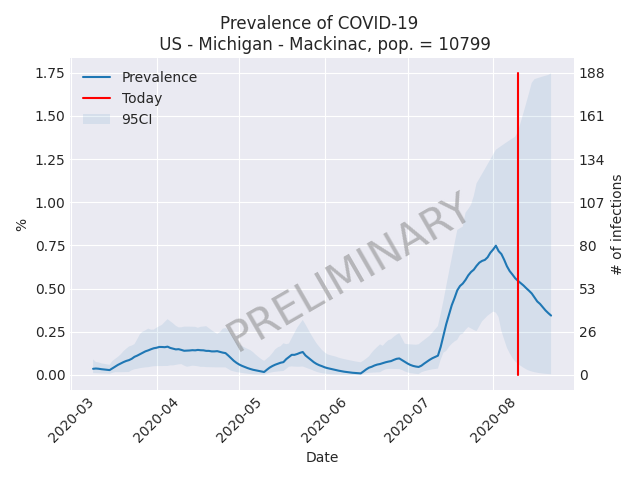 Prevalence of COVID-19
US - Michigan - Mackinac, pop. = 10799
Prevalence
Today
95CI
1.75
1.50
1.25
1.00
0.75
0.50
0.25
0.00
%
188
161
134
107
80
53
26
0
# of infections
PRELIMINARY
2020-03
2020-04
2020-05
2020-06
2020-07
2020-08
Date